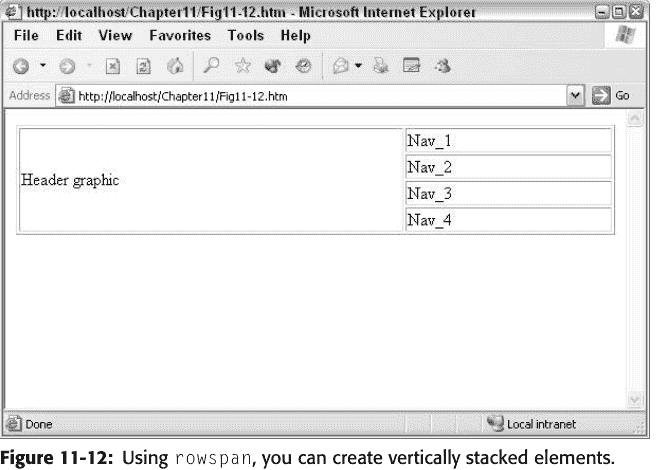 http://localhost/Chapter11/Fig11-12.htm - Microsoft Internet Explorer
File Edit View Favorites Tools Help
Address http://localhost/Chapter11/Fig11-12.htm Go
Header graphic
Nav_1
Nav_2
Nav_3
Nav_4
Done Local intranet
Figure 11-12: Using rowspan, you can create vertically stacked elements.